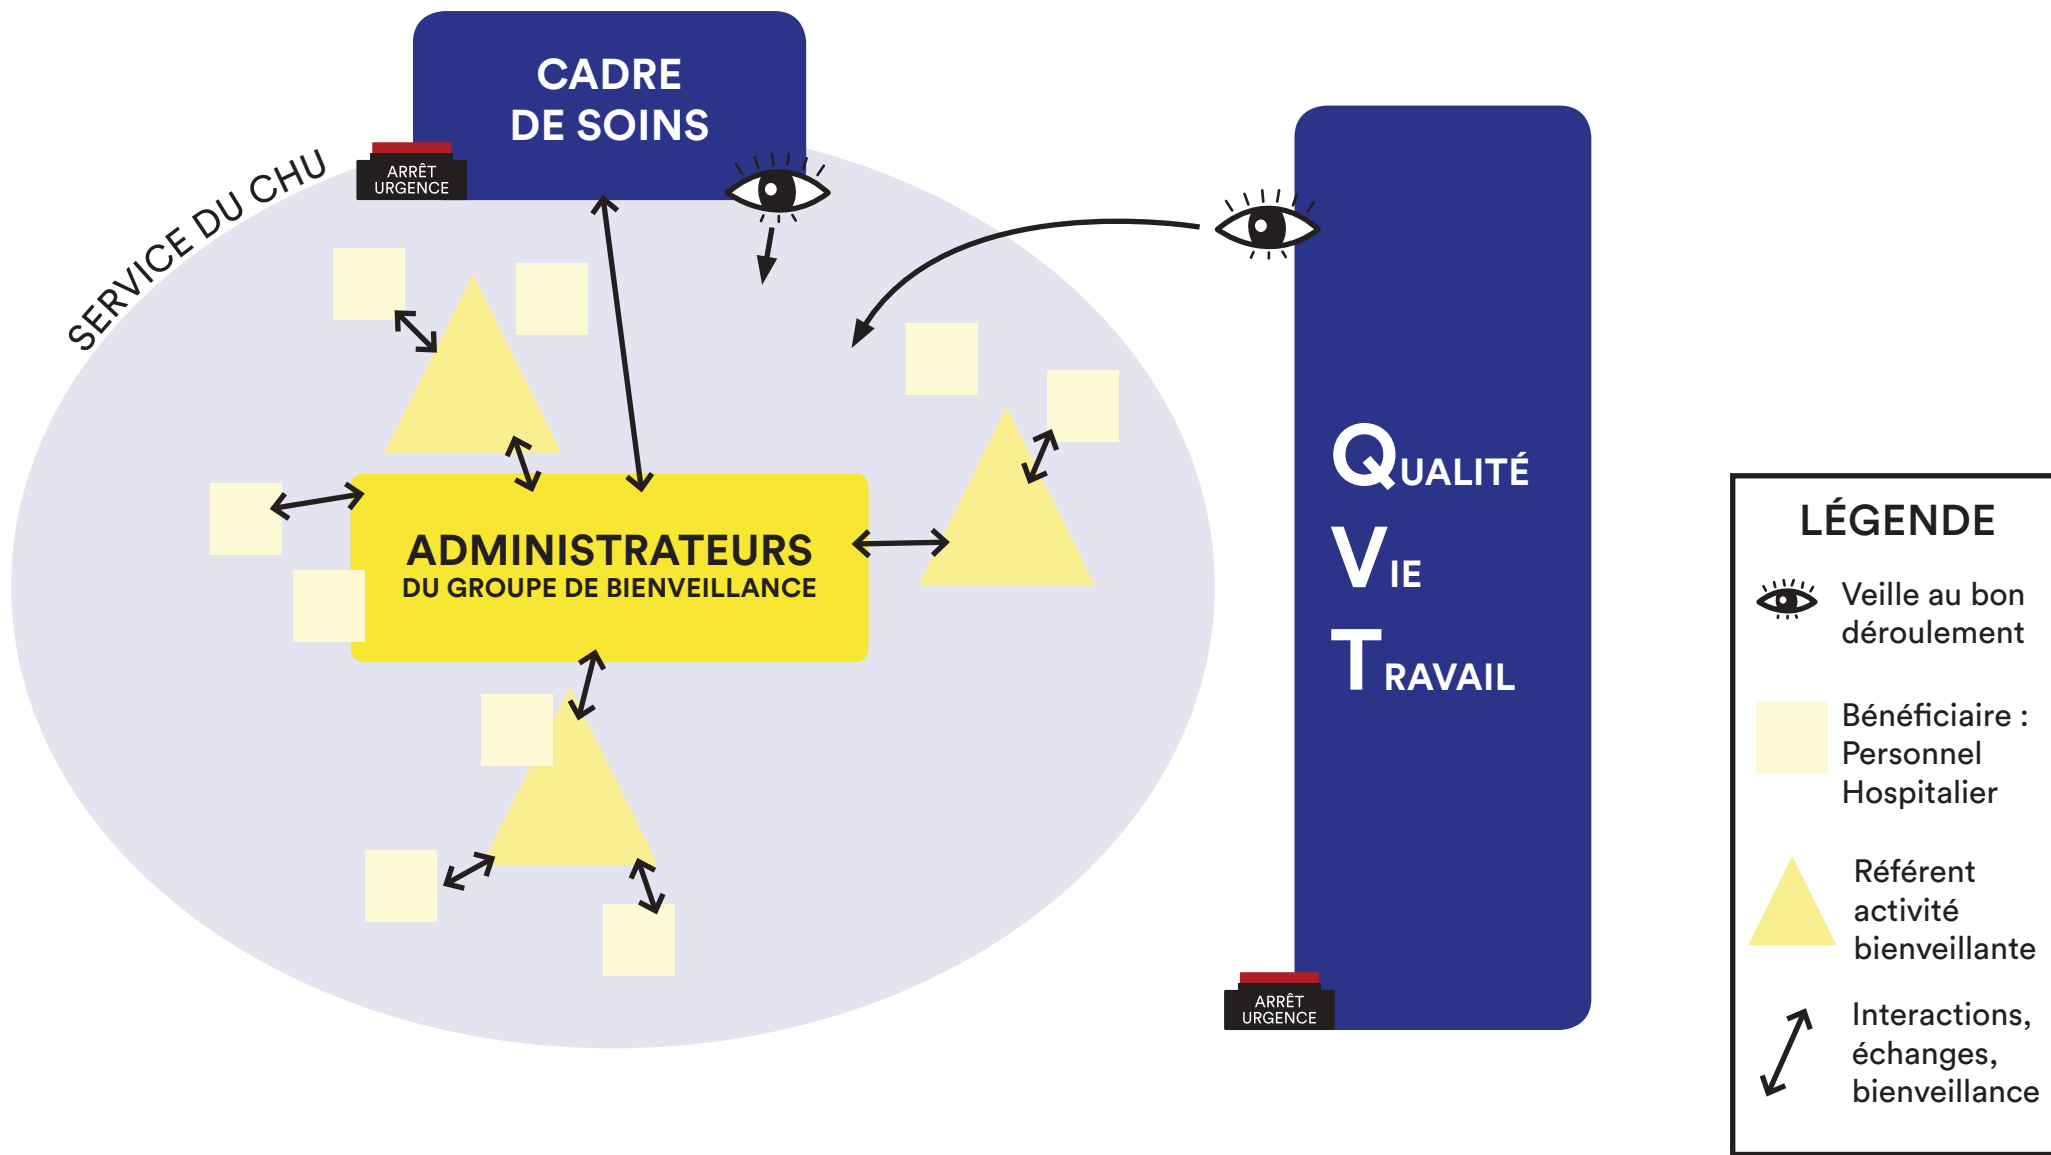 CADRE
DE SOINS
ARRÊT
URGENCE
SERVICE DU CHU
ADMINISTRATEURS
DU GROUPE DE BIENVEILLANCE
QUALITÉ
VIE
TRAVAIL
ARRÊT
URGENCE
LÉGENDE
Veille au bon
déroulement
Bénéficiaire :
Personnel
Hospitalier
Référent
activité
bienveillante
Interactions,
échanges,
bienveillance